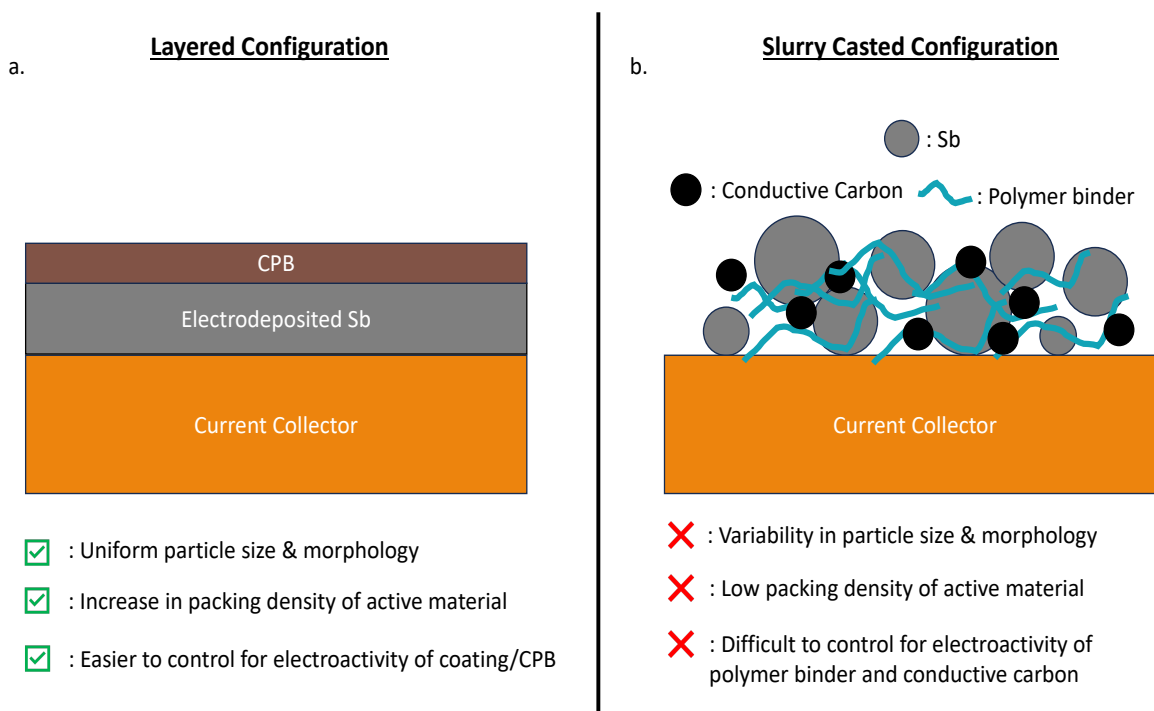 Layered Configuration
a.
CPB
Electrodeposited Sb
Current Collector
: Uniform particle size & morphology
: Increase in packing density of active material
: Easier to control for electroactivity of coating/CPB
Slurry Casted Configuration
b.
: Sb
: Conductive Carbon
: Polymer binder
Current Collector
: Variability in particle size & morphology
: Low packing density of active material
: Difficult to control for electroactivity of
polymer binder and conductive carbon